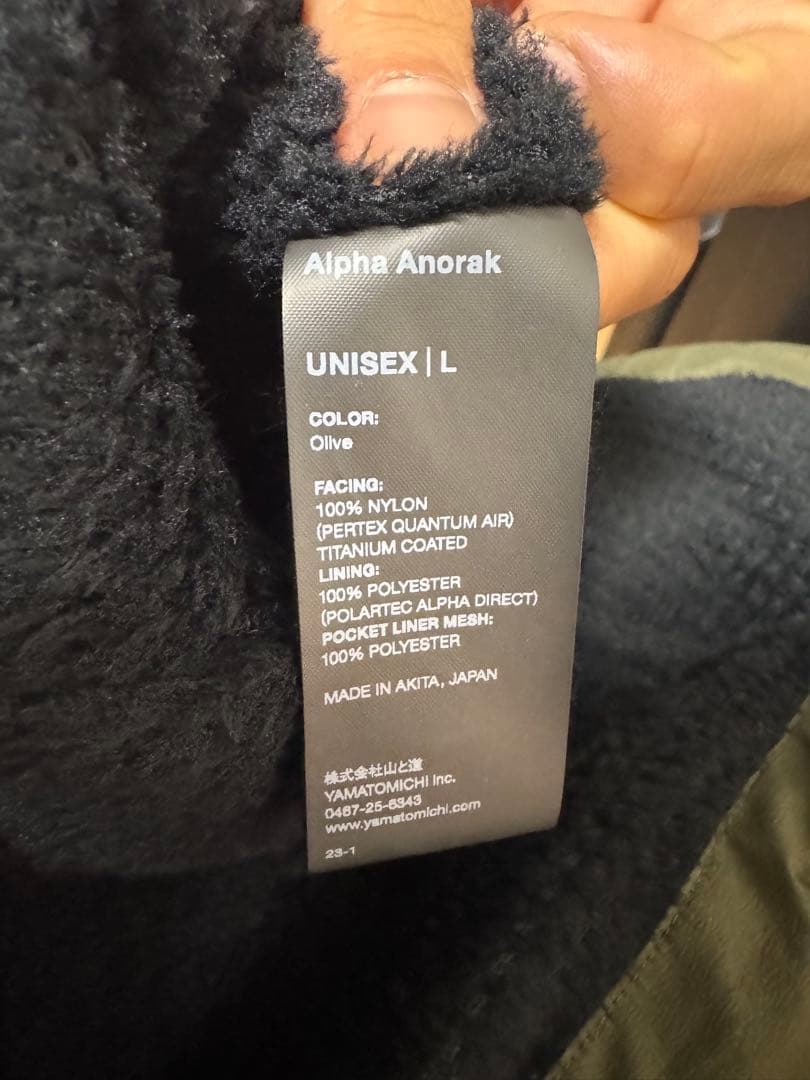 Alpha Anorak
UNISEX | L
COLOR:
Olive
FACING:
100% NYLON
(PERTEX QUANTUM AIR)
TITANIUM COATED
LINING:
100% POLYESTER
(POLARTEC ALPHA DIRECT)
POCKET LINER MESH:
100% POLYESTER
MADE IN AKITA, JAPAN
株式会社山と道
YAMATOMICHI Inc.
0467-25-6343
www.yamatomichi.com
23-1